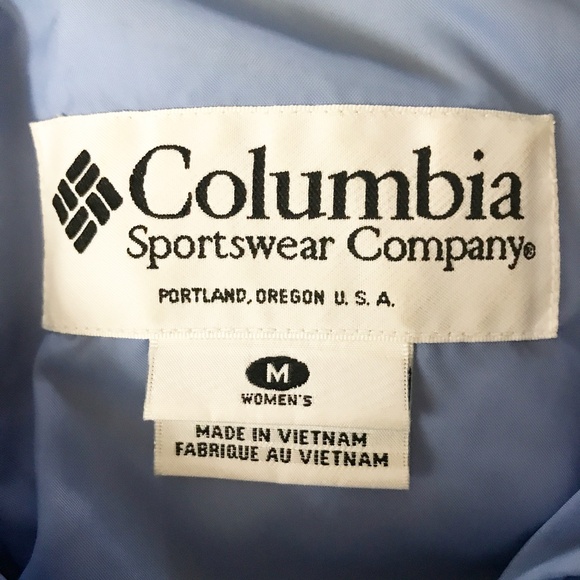 Columbia
Sportswear Company®
PORTLAND, OREGON U. S. A.
M
WOMEN'S
MADE IN VIETNAM
FABRIQUE AU VIETNAM